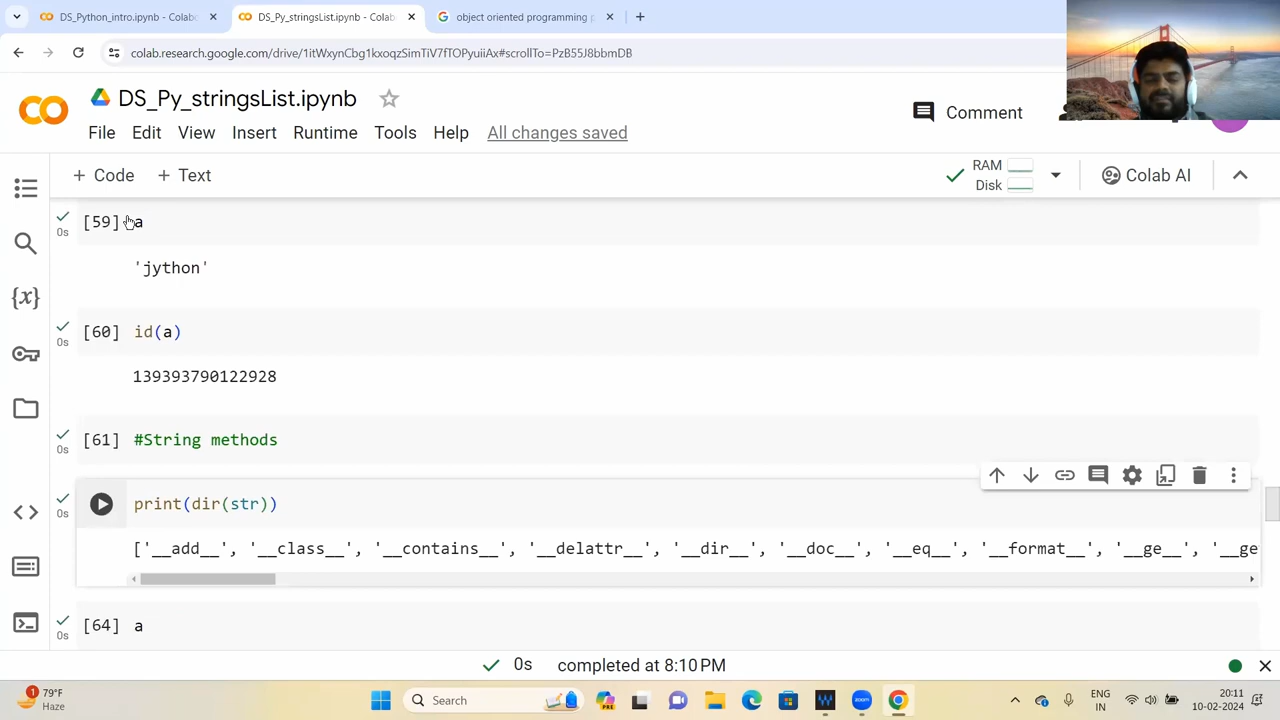 DS_Python_intro.ipynb - Colab
DS_Py_stringsList.ipynb - Colab
object oriented programming
colab.research.google.com/drive/1itWxynCbg1kxoqzSimTiV7fTOPyuiiAx#scrollTo=PzB55J8bbmDB
DS_Py_stringsList.ipynb
Comment
File Edit View Insert Runtime Tools Help All changes saved
+ Code + Text
RAM
Disk
Colab AI
[59] a
0s
'jython'
[60] id(a)
0s
139393790122928
[61] #String methods
0s
print(dir(str))
0s
['__add__', '__class__', '__contains__', '__delattr__', '__dir__', '__doc__', '__eq__', '__format__', '__ge__', '__ge
[64] a
0s
0s completed at 8:10 PM
1
79°F
Haze
Search
PRE
zoom
ENG
IN
20:11
10-02-2024